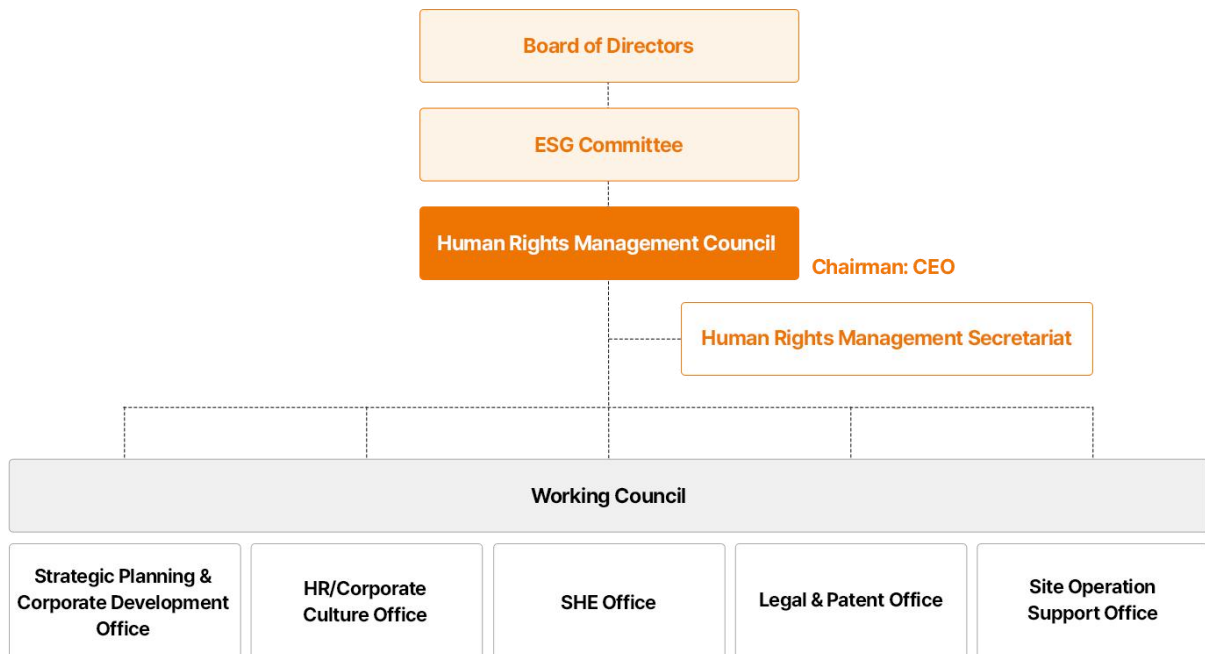 Board of Directors
ESG Committee
Human Rights Management Council
Chairman: CEO
Human Rights Management Secretariat
Working Council
Strategic Planning &
Corporate Development
Office
HR/Corporate
Culture Office
SHE Office
Legal & Patent Office
Site Operation
Support Office